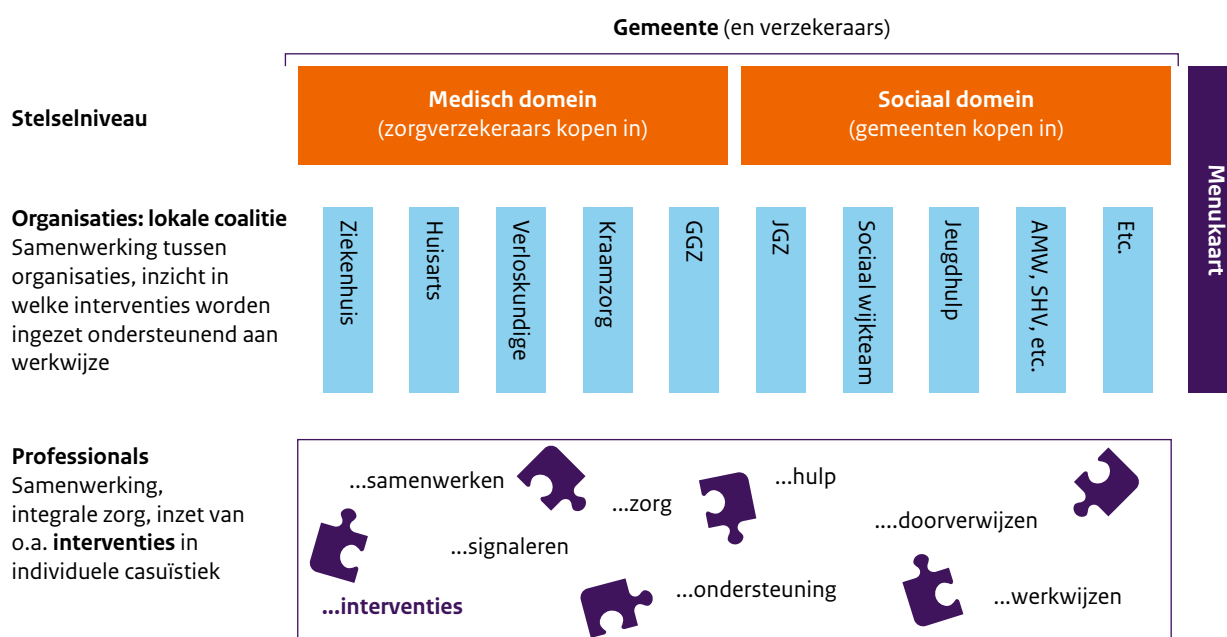 Gemeente (en verzekeraars)
Stelselniveau
Medisch domein
(zorgverzekeraars kopen in)
Sociaal domein
(gemeenten kopen in)
Menukaart
Organisaties: lokale coalitie
Samenwerking tussen
organisaties, inzicht in
welke interventies worden
ingezet ondersteunend aan
werkwijze
Ziekenhuis
Huisarts
Verloskundige
Kraamzorg
GGZ
JGZ
Sociaal wijkteam
Jeugdhulp
AMW, SHV, etc.
Etc.
Professionals
Samenwerking,
integrale zorg, inzet van
o.a. interventies in
individuele casuïstiek
...samenwerken
...zorg
...hulp
....doorverwijzen
...signaleren
...ondersteuning
...werkwijzen
...interventies